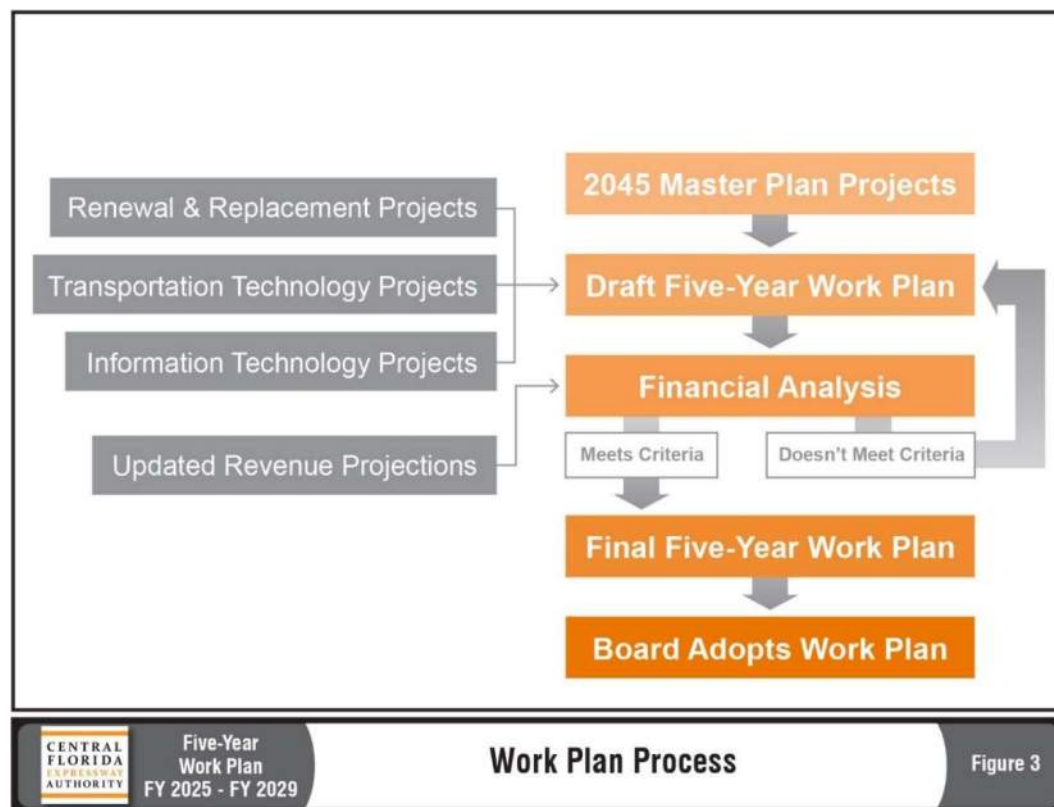 2045 Master Plan Projects
Renewal & Replacement Projects
Transportation Technology Projects
Draft Five-Year Work Plan
Information Technology Projects
Financial Analysis
Meets Criteria
Doesn't Meet Criteria
Updated Revenue Projections
Final Five-Year Work Plan
Board Adopts Work Plan
CENTRAL
FLORIDA
EXPRESSWAY
AUTHORITY
Five-Year
Work Plan
FY 2025 - FY 2029
Work Plan Process
Figure 3